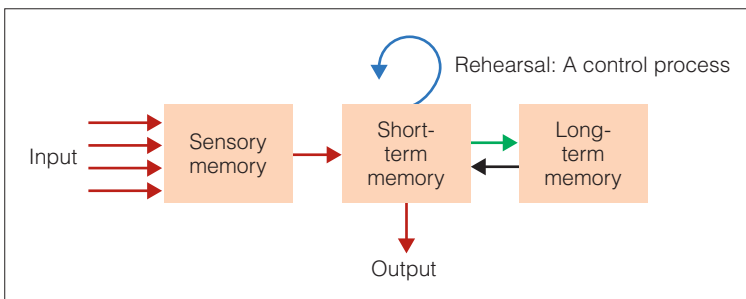 Rehearsal: A control process
Input
Sensory
memory
Short-
term
memory
Long-
term
memory
Output